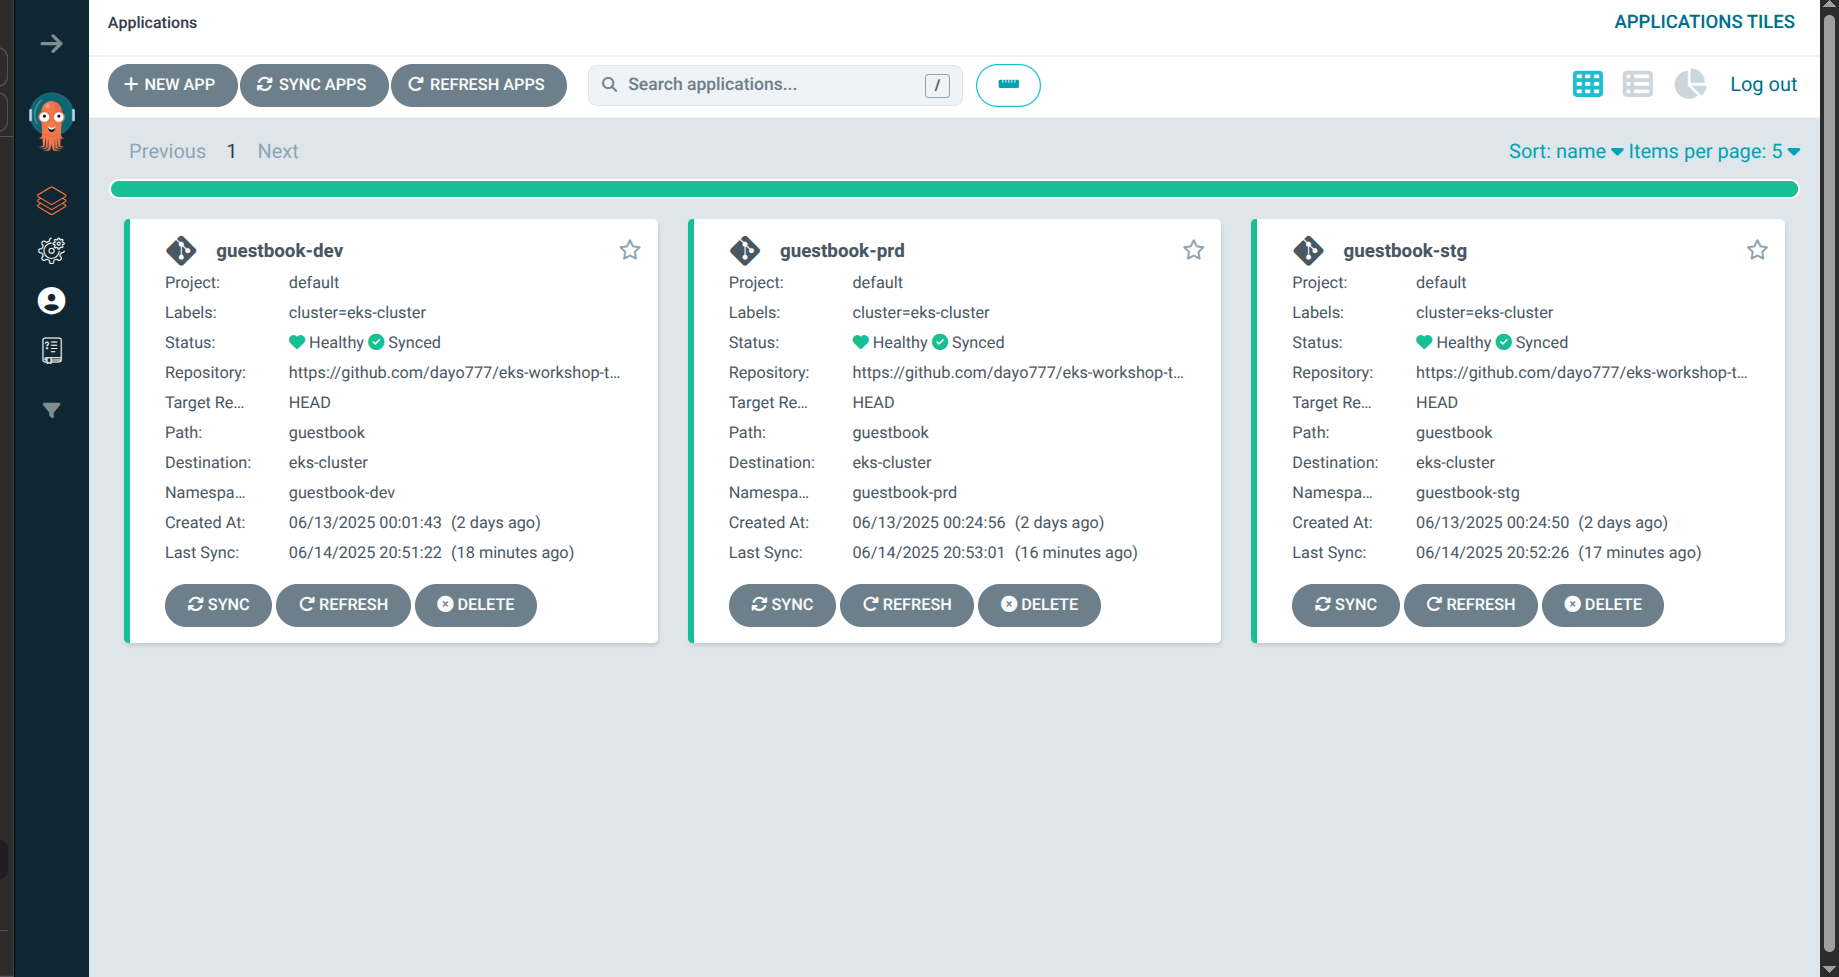 Applications
APPLICATIONS TILES
+ NEW APP
SYNC APPS
REFRESH APPS
Search applications...
/
Log out
Previous 1 Next
Sort: name Items per page: 5
guestbook-dev
Project: default
Labels: cluster=eks-cluster
Status: Healthy Synced
Repository: https://github.com/dayo777/eks-workshop-t...
Target Re... HEAD
Path: guestbook
Destination: eks-cluster
Namespa... guestbook-dev
Created At: 06/13/2025 00:01:43 (2 days ago)
Last Sync: 06/14/2025 20:51:22 (18 minutes ago)
SYNC REFRESH DELETE
guestbook-prd
Project: default
Labels: cluster=eks-cluster
Status: Healthy Synced
Repository: https://github.com/dayo777/eks-workshop-t...
Target Re... HEAD
Path: guestbook
Destination: eks-cluster
Namespa... guestbook-prd
Created At: 06/13/2025 00:24:56 (2 days ago)
Last Sync: 06/14/2025 20:53:01 (16 minutes ago)
SYNC REFRESH DELETE
guestbook-stg
Project: default
Labels: cluster=eks-cluster
Status: Healthy Synced
Repository: https://github.com/dayo777/eks-workshop-t...
Target Re... HEAD
Path: guestbook
Destination: eks-cluster
Namespa... guestbook-stg
Created At: 06/13/2025 00:24:50 (2 days ago)
Last Sync: 06/14/2025 20:52:26 (17 minutes ago)
SYNC REFRESH DELETE